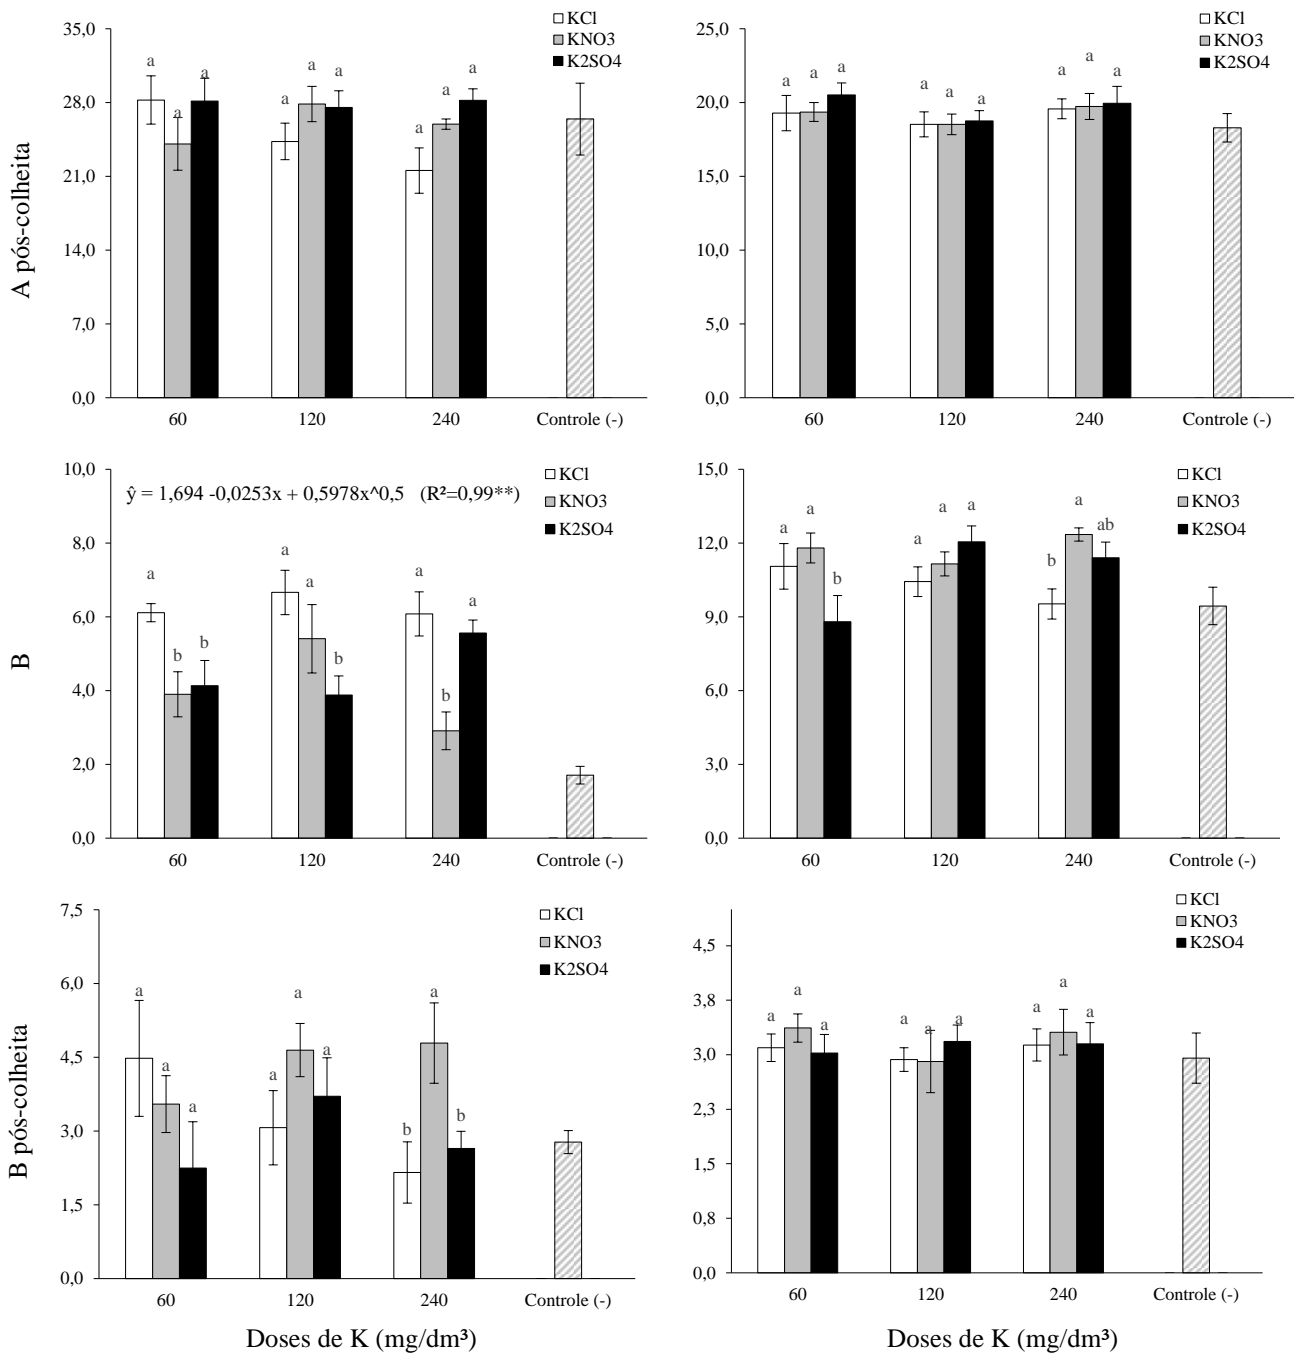 A pós-colheita
35,0
28,0
21,0
14,0
7,0
0,0
KCl
KNO3
K2SO4
a a a
a a a
a a a
60 120 240 Controle (-)
25,0
20,0
15,0
10,0
5,0
0,0
KCl
KNO3
K2SO4
a a a
a a a
a a a
60 120 240 Controle (-)
B
10,0
8,0
6,0
4,0
2,0
0,0
ŷ = 1,694 -0,0253x + 0,5978x^0,5 (R²=0,99**)
KCl
KNO3
K2SO4
a b b
a a b
a b a
60 120 240 Controle (-)
15,0
12,0
9,0
6,0
3,0
0,0
KCl
KNO3
K2SO4
a a b
a a a
b a ab
60 120 240 Controle (-)
B pós-colheita
7,5
6,0
4,5
3,0
1,5
0,0
KCl
KNO3
K2SO4
a a a
a a a
b a b
60 120 240 Controle (-)
Doses de K (mg/dm³)
4,5
3,8
3,0
2,3
1,5
0,8
0,0
KCl
KNO3
K2SO4
a a a
a a a
a a a
60 120 240 Controle (-)
Doses de K (mg/dm³)